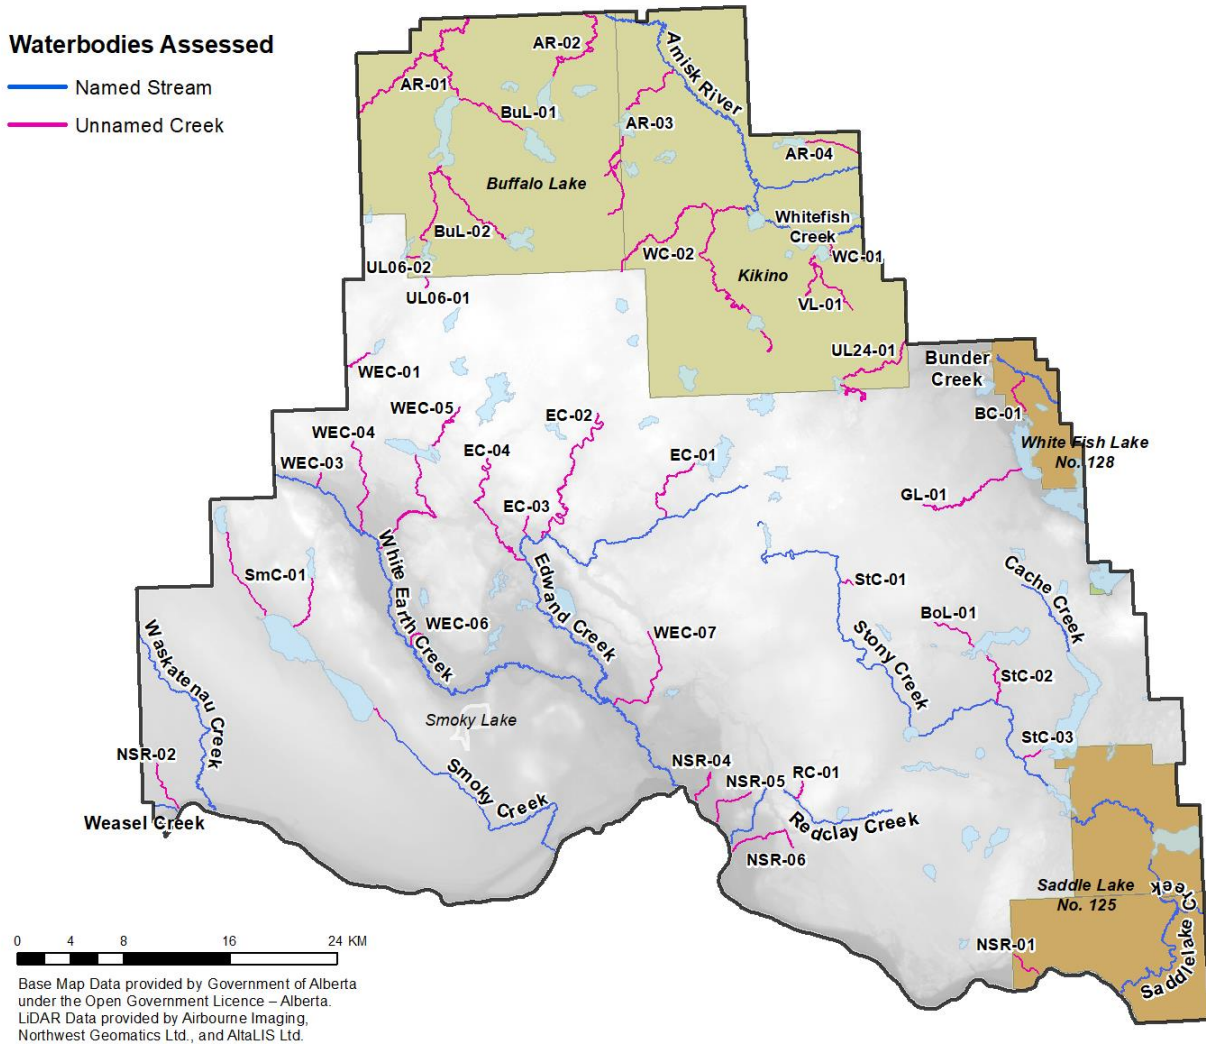 Waterbodies Assessed
Named Stream
Unnamed Creek
AR-02
Amisk River
AR-01
BuL-01
AR-03
AR-04
Buffalo Lake
Whitefish
Creek
BuL-02
WC-02
WC-01
UL06-02
Kikino
UL06-01
VL-01
UL24-01
Bunder
Creek
WEC-01
WEC-05
EC-02
BC-01
WEC-04
White Fish Lake
No. 128
EC-04
EC-01
WEC-03
GL-01
EC-03
White Earth Creek
Edwand Creek
Cache Creek
SmC-01
StC-01
BoL-01
WEC-06
WEC-07
Stony Creek
Waskatenau Creek
StC-02
Smoky Lake
StC-03
NSR-02
NSR-04
NSR-05
RC-01
Smoky Creek
Redclay Creek
Weasel Creek
NSR-06
Saddle Lake
No. 125
Saddlelake Creek
NSR-01
0 4 8 16 24 KM
Base Map Data provided by Government of Alberta
under the Open Government Licence – Alberta.
LiDAR Data provided by Airbourne Imaging,
Northwest Geomatics Ltd., and AltaLIS Ltd.